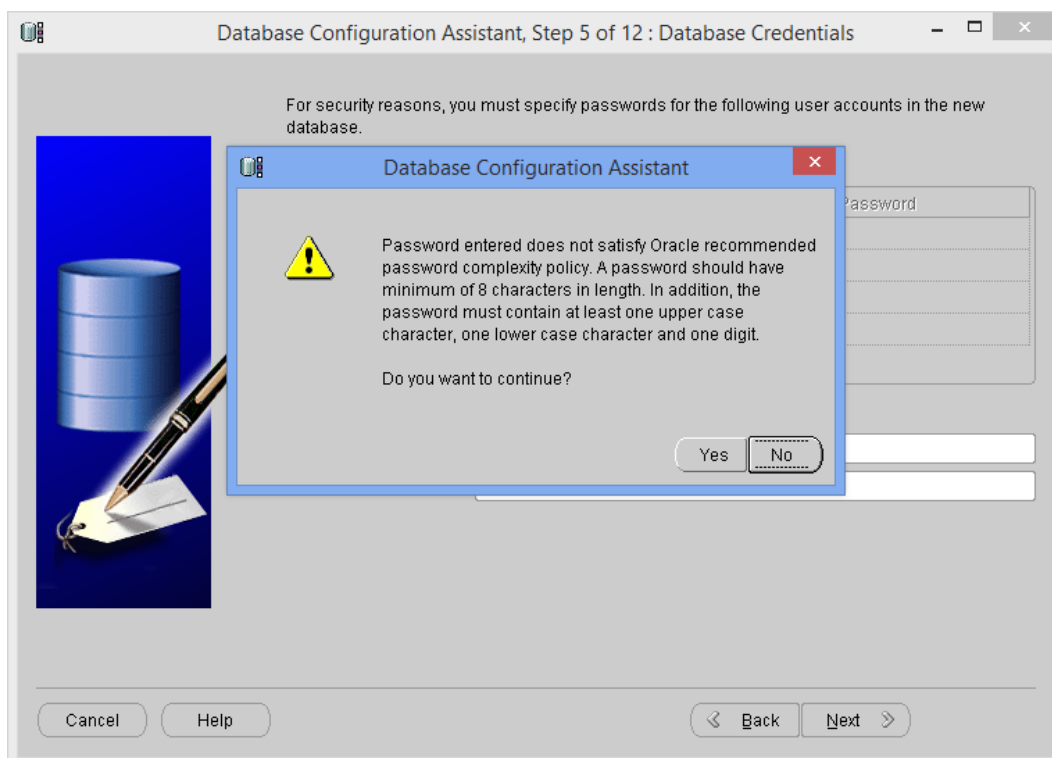 Database Configuration Assistant, Step 5 of 12 : Database Credentials
For security reasons, you must specify passwords for the following user accounts in the new
database.
Database Configuration Assistant
Password
Password entered does not satisfy Oracle recommended
password complexity policy. A password should have
minimum of 8 characters in length. In addition, the
password must contain at least one upper case
character, one lower case character and one digit.
Do you want to continue?
Yes No
Cancel Help Back Next